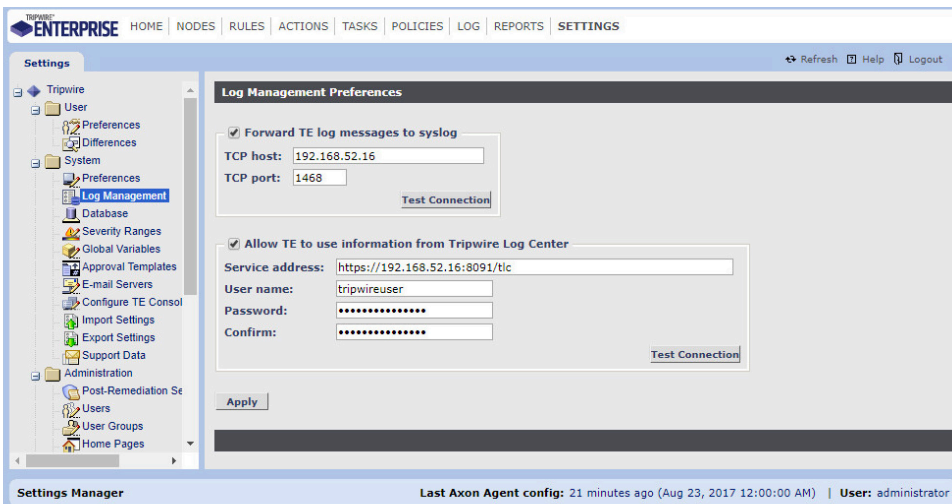 TRIPWIRE
ENTERPRISE HOME NODES RULES ACTIONS TASKS POLICIES LOG REPORTS SETTINGS
Settings
Refresh Help Logout
Tripwire
User
Preferences
Differences
System
Preferences
Log Management
Database
Severity Ranges
Global Variables
Approval Templates
E-mail Servers
Configure TE Consol
Import Settings
Export Settings
Support Data
Administration
Post-Remediation Se
Users
User Groups
Home Pages
Log Management Preferences
Forward TE log messages to syslog
TCP host: 192.168.52.16
TCP port: 1468
Test Connection
Allow TE to use information from Tripwire Log Center
Service address: https://192.168.52.16:8091/tlc
User name: tripwireuser
Password: •••••••••••••••
Confirm: •••••••••••••••
Test Connection
Apply
Settings Manager
Last Axon Agent config: 21 minutes ago (Aug 23, 2017 12:00:00 AM) | User: administrator